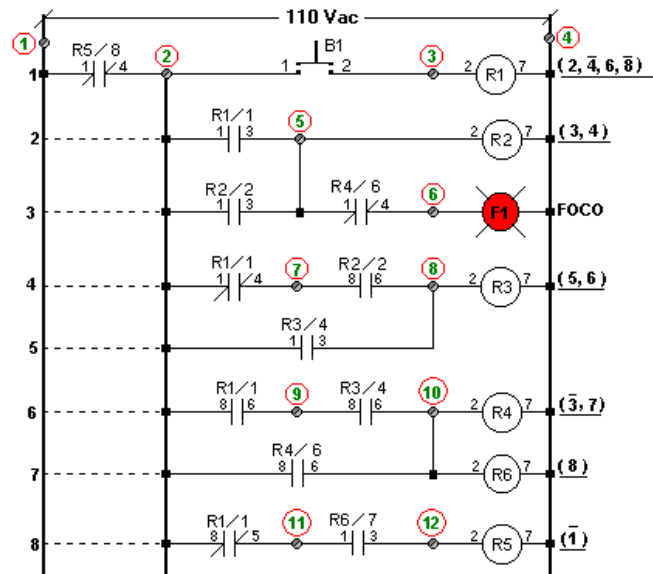 110 Vac
1 4
R5/8 B1
2 3
1 1 4 1 2 2 R1 7 (2, 4̅, 6, 8̅)
R1/1 5
2 1 3 2 R2 7 (3, 4)
R2/2 R4/6 6
3 1 3 1 4 F1 FOCO
R1/1 7 R2/2 8
4 1 4 8 6 2 R3 7 (5, 6)
R3/4
5 1 3
R1/1 9 R3/4 10
6 8 6 8 6 2 R4 7 (3̅, 7)
R4/6
7 8 6 2 R6 7 (8)
R1/1 11 R6/7 12
8 8 5 1 3 2 R5 7 (1̅)